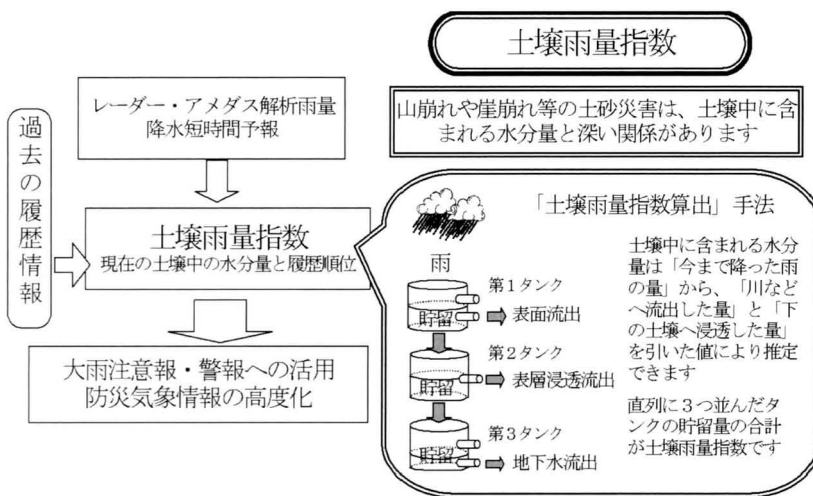 土壌雨量指数
レーダー・アメダス解析雨量
降水短時間予報
山崩れや崖崩れ等の土砂災害は、土壌中に含
まれる水分量と深い関係があります
過去の履歴情報
土壌雨量指数
現在の土壌中の水分量と履歴順位
大雨注意報・警報への活用
防災気象情報の高度化
「土壌雨量指数算出」手法
雨
第１タンク
貯留
表面流出
第２タンク
貯留
表層浸透流出
第３タンク
貯留
地下水流出
土壌中に含まれる水分
量は「今まで降った雨
の量」から、「川など
へ流出した量」と「下
の土壌へ浸透した量」
を引いた値により推定
できます
直列に３つ並んだタ
ンクの貯留量の合計
が土壌雨量指数です